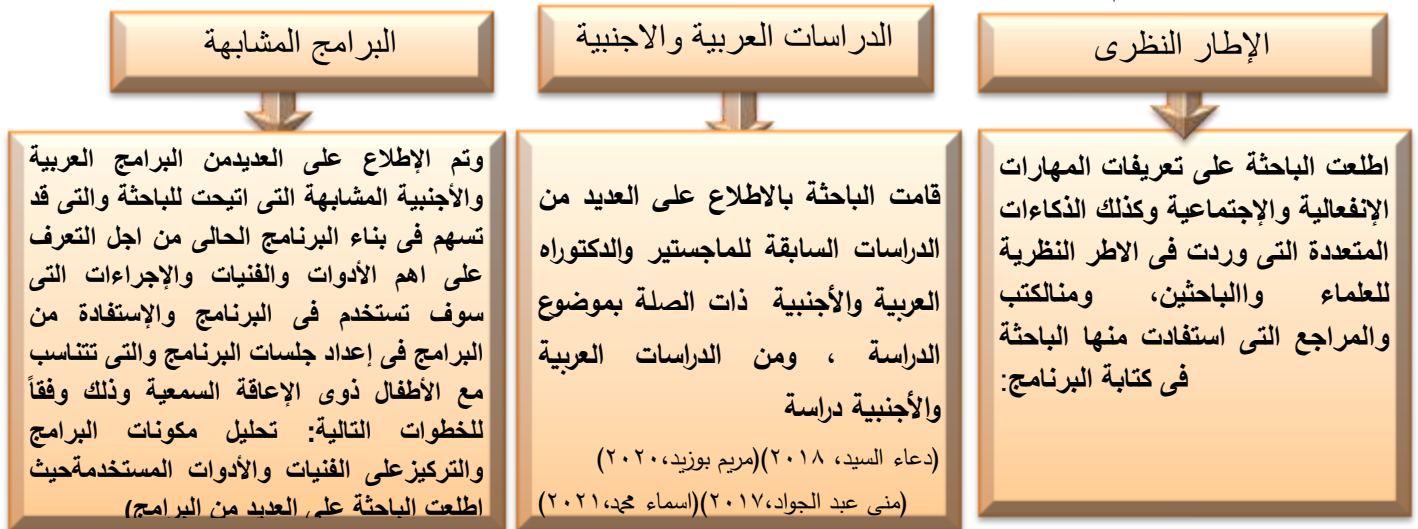 الإطار النظرى
اطلعت الباحثة على تعريفات المهارات
الإنفعالية والإجتماعية وكذلك الذكاءات
المتعددة التى وردت فى الاطر النظرية
للعلماء واالباحثين، ومنالكتب
والمراجع التى استفادت منها الباحثة
فى كتابة البرنامج:
الدراسات العربية والاجنبية
قامت الباحثة بالاطلاع على العديد من
الدراسات السابقة للماجستير والدكتوراه
العربية والأجنبية ذات الصلة بموضوع
الدراسة ، ومن الدراسات العربية
والأجنبية دراسة
(دعاء السيد، ٢٠١٨)(مريم بوزيد،٢٠٢٠)
(منى عبد الجواد،٢٠١٧)(اسماء محمد،٢٠٢١)
البرامج المشابهة
وتم الإطلاع على العديدمن البرامج العربية
والأجنبية المشابهة التى اتيحت للباحثة والتى قد
تسهم فى بناء البرنامج الحالى من اجل التعرف
على اهم الأدوات والفنيات والإجراءات التى
سوف تستخدم فى البرنامج والإستفادة من
البرامج فى إعداد جلسات البرنامج والتى تتناسب
مع الأطفال ذوى الإعاقة السمعية وذلك وفقاً
للخطوات التالية: تحليل مكونات البرامج
والتركيزعلى الفنيات والأدوات المستخدمةحيث
اطلعت الباحثة على العديد من البرامج)